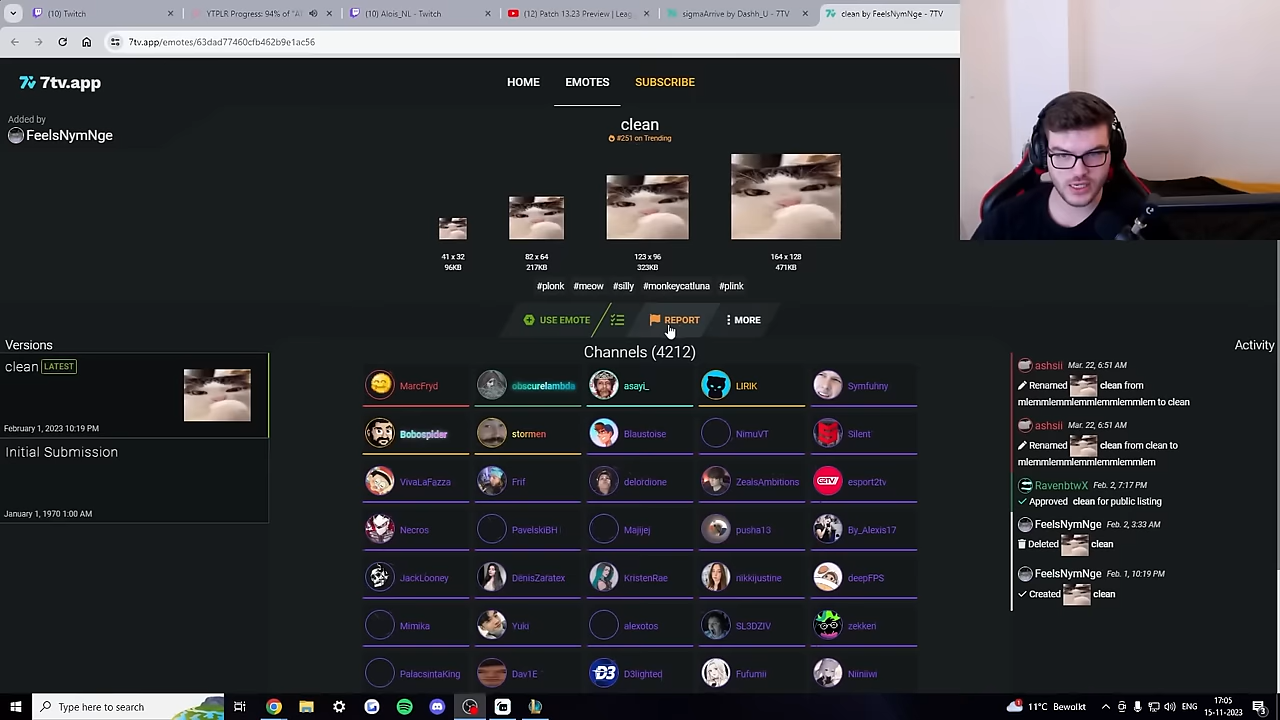 (10) Twitch
YTPLR Progress: 94% of "A
(10) Alois_NL - Twitch
(12) Patch 13.23 Preview | Leag
sigmaArrive by Dashh_U - 7TV
clean by FeelsNymNge - 7TV
7tv.app/emotes/63dad77460cfb462b9e1ac56
7tv.app
HOME
EMOTES
SUBSCRIBE
Added by
FeelsNymNge
clean
#251 on Trending
41 x 32
96KB
82 x 64
217KB
123 x 96
323KB
164 x 128
471KB
#plonk #meow #silly #monkeycatluna #plink
USE EMOTE
REPORT
MORE
Versions
clean LATEST
February 1, 2023 10:19 PM
Initial Submission
January 1, 1970 1:00 AM
Channels (4212)
MarcFryd obscurelambda asayi_ LIRIK Symfuhny
Bobospider stormen Blaustoise NimuVT Silent
VivaLaFazza Frif delordione ZealsAmbitions esport2tv
Necros PavelskiBH Majijej pusha13 By_Alexis17
JackLooney DenisZaratex KristenRae nikkijustine deepFPS
Mimika Yuki alexotos SL3DZIV zekken
PalacsintaKing Dav1E D3lighted Fufumii Niiniiwi
Activity
ashsii Mar. 22, 6:51 AM
Renamed clean from
mlemmlemmlemmlemmlemmlem to clean
ashsii Mar. 22, 6:51 AM
Renamed clean from clean to
mlemmlemmlemmlemmlemmlem
RavenbtwX Feb. 2, 7:17 PM
Approved clean for public listing
FeelsNymNge Feb. 2, 3:33 AM
Deleted clean
FeelsNymNge Feb. 1, 10:19 PM
Created clean
Type here to search
11°C Bewolkt
ENG
17:05
15-11-2023